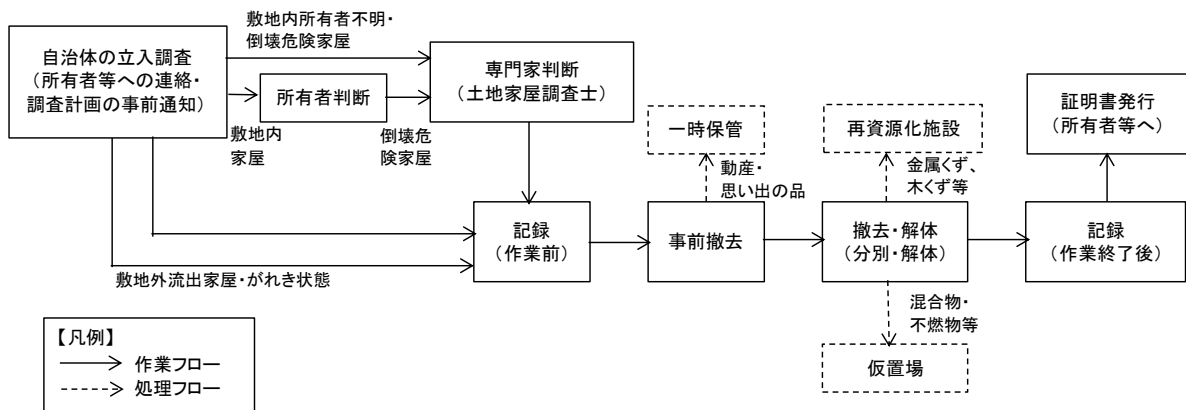 敷地内所有者不明・
倒壊危険家屋
自治体の立入調査
（所有者等への連絡・
調査計画の事前通知）
所有者判断
敷地内
家屋
倒壊危
険家屋
専門家判断
（土地家屋調査士）
一時保管
動産・
思い出の品
再資源化施設
金属くず、
木くず等
証明書発行
（所有者等へ）
記録
（作業前）
事前撤去
撤去・解体
（分別・解体）
記録
（作業終了後）
敷地外流出家屋・がれき状態
混合物・
不燃物等
仮置場
【凡例】
作業フロー
処理フロー